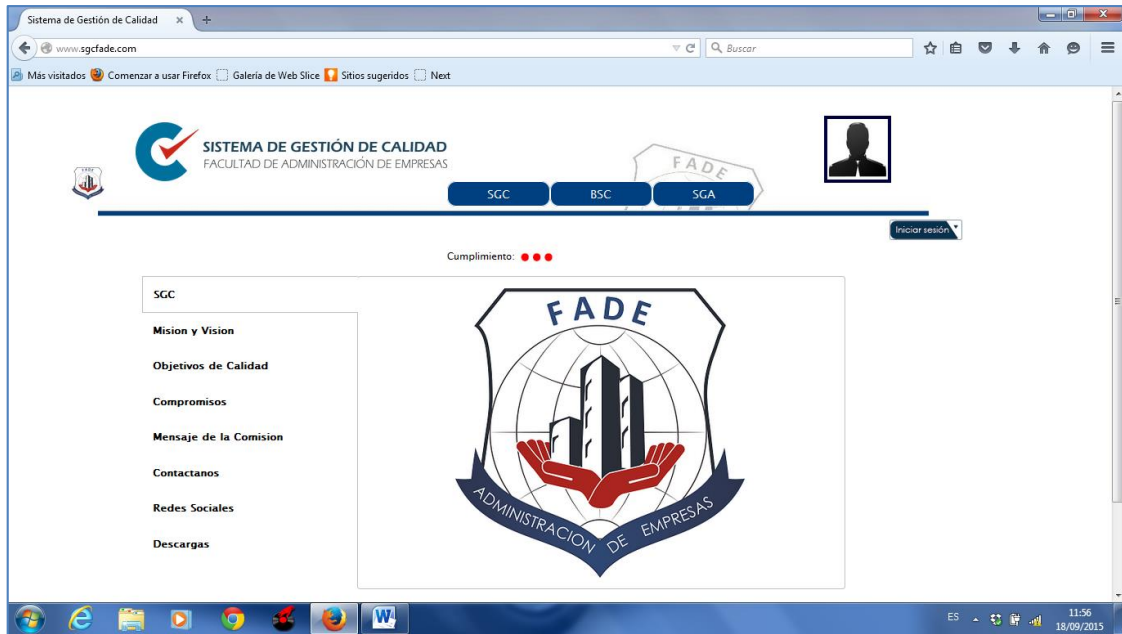 Sistema de Gestión de Calidad
www.sgcfade.com
Buscar
Más visitados Comenzar a usar Firefox Galería de Web Slice Sitios sugeridos Next
SISTEMA DE GESTIÓN DE CALIDAD
FACULTAD DE ADMINISTRACIÓN DE EMPRESAS
FADE
FADE
SGC BSC SGA
Iniciar sesión
Cumplimiento:
SGC
Mision y Vision
Objetivos de Calidad
Compromisos
Mensaje de la Comision
Contactanos
Redes Sociales
Descargas
FADE
ADMINISTRACION DE EMPRESAS
ES
11:56
18/09/2015